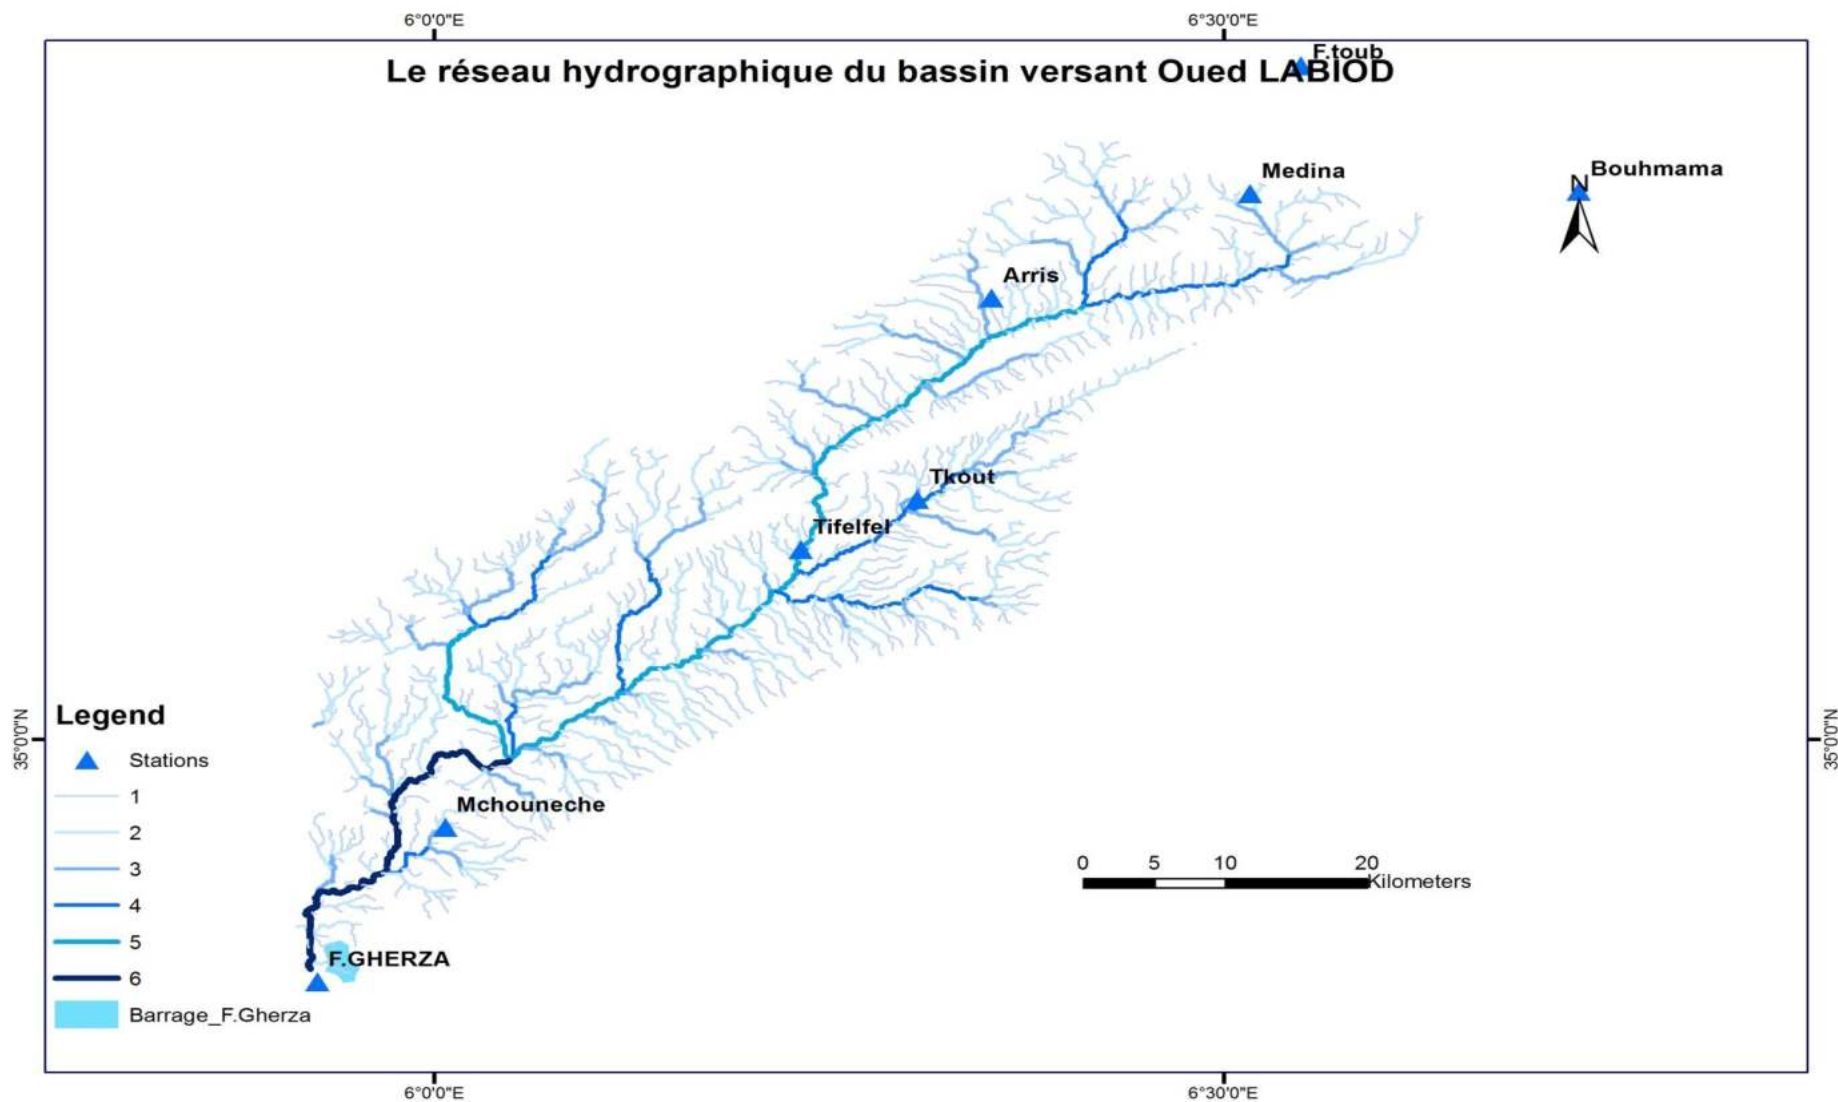 6°0'0"E
6°30'0"E
F.toub
Le réseau hydrographique du bassin versant Oued LABIOD
Medina
Bouhmama
N
Arris
Tkout
Tifelfel
35°0'0"N
35°0'0"N
Legend
Stations
1
2
3
4
5
6
Barrage_F.Gherza
Mchouneche
0 5 10 20
Kilometers
F.GHERZA
6°0'0"E
6°30'0"E